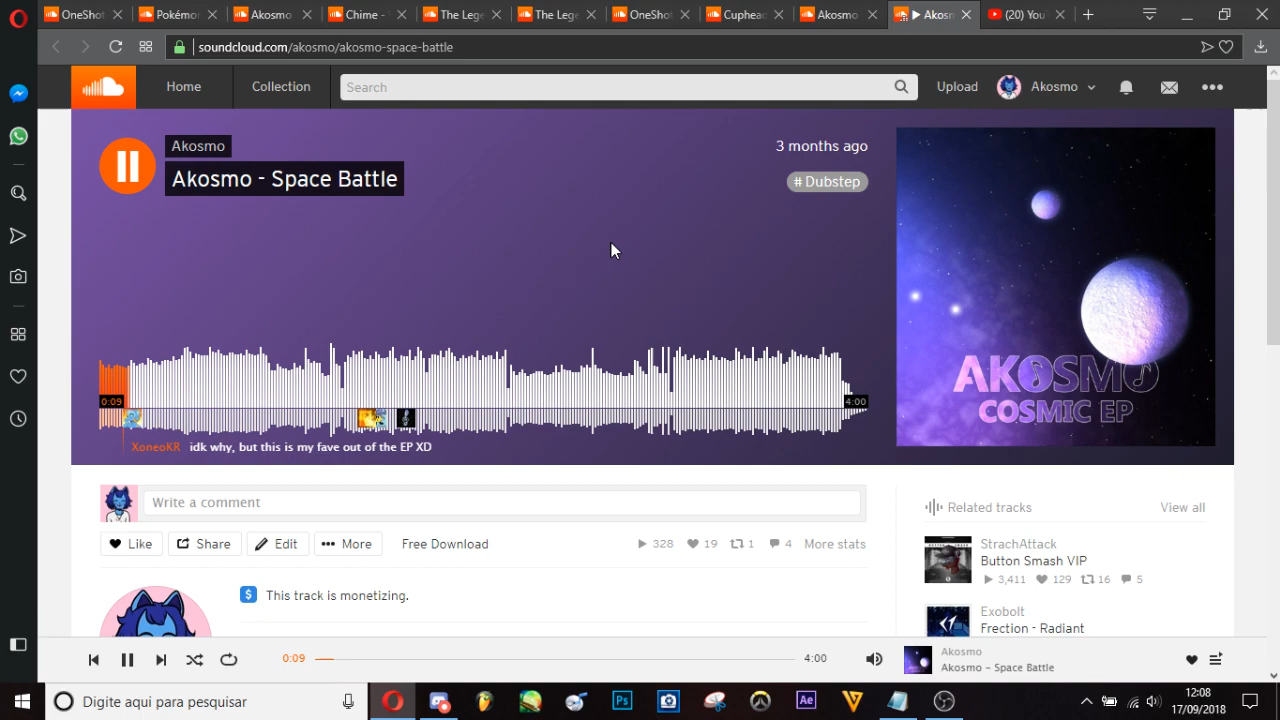 OneShot
Pokémon
Akosmo
Chime -
The Lege
The Lege
OneShot
Cuphead
Akosmo
▶ Akosm
(20) You
soundcloud.com/akosmo/akosmo-space-battle
Home
Collection
Search
Upload
Akosmo
Akosmo
Akosmo - Space Battle
3 months ago
# Dubstep
AKOSMO
COSMIC EP
0:09
4:00
XoneoKR idk why, but this is my fave out of the EP XD
Write a comment
Like
Share
Edit
More
Free Download
328
19
1
4
More stats
$ This track is monetizing.
Related tracks
View all
StrachAttack
Button Smash VIP
3,411
129
16
5
Exobolt
Frection - Radiant
0:09
4:00
Akosmo
Akosmo – Space Battle
Digite aqui para pesquisar
Ps
Ae
12:08
17/09/2018